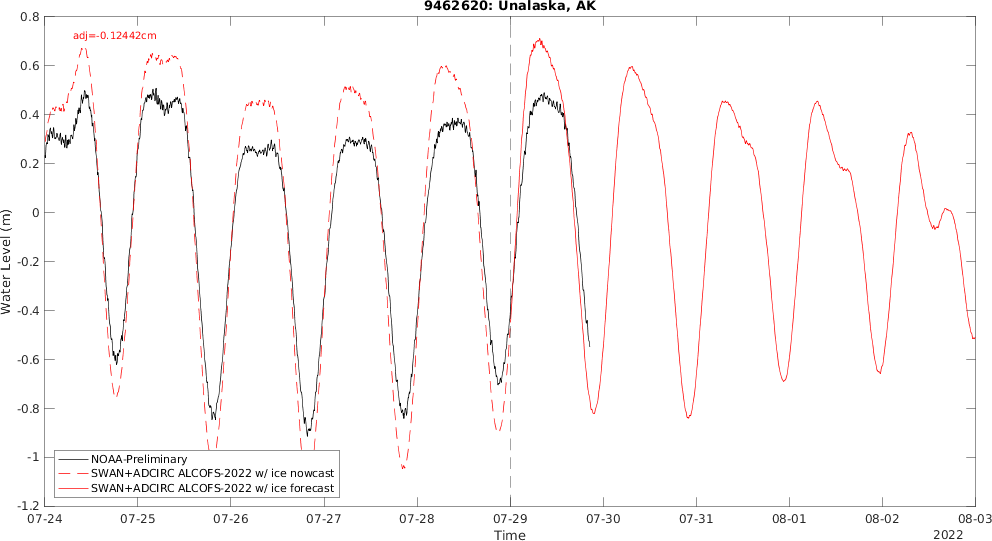 9462620: Unalaska, AK
adj=-0.12442cm
0.8
0.6
0.4
0.2
0
-0.2
-0.4
-0.6
-0.8
-1
-1.2
Water Level (m)
NOAA-Preliminary
SWAN+ADCIRC ALCOFS-2022 w/ ice nowcast
SWAN+ADCIRC ALCOFS-2022 w/ ice forecast
07-24 07-25 07-26 07-27 07-28 07-29 07-30 07-31 08-01 08-02 08-03
Time
2022